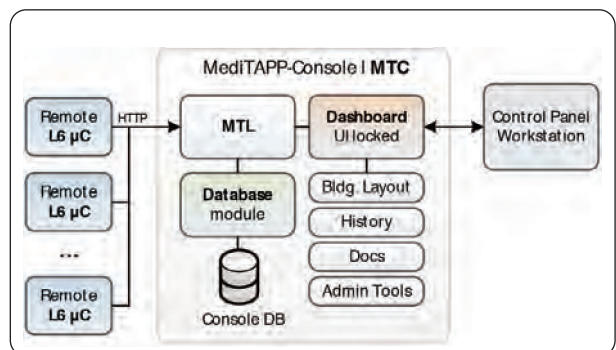 MediTAPP-Console | MTC
Remote
L6 µC
HTTP
MTL
Dashboard
UI locked
Control Panel
Workstation
Remote
L6 µC
Database
module
Bldg. Layout
History
...
Docs
Remote
L6 µC
Console DB
Admin Tools